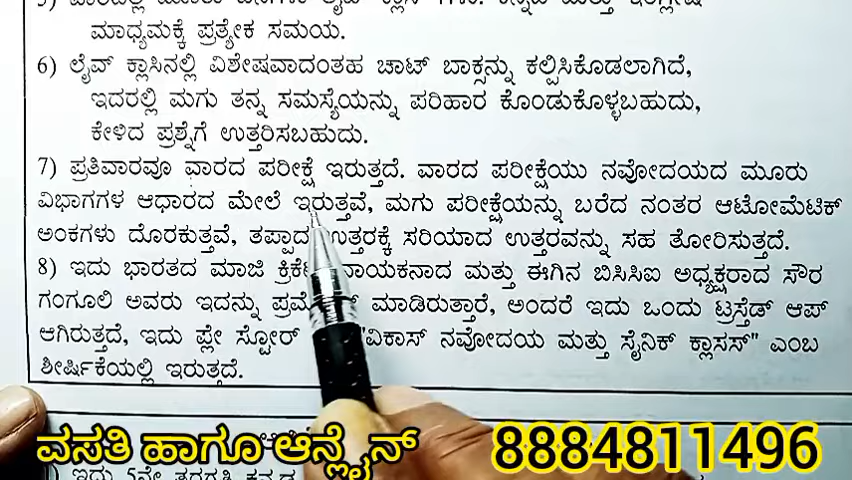 ಮಾಧ್ಯಮಕ್ಕೆ ಪ್ರತ್ಯೇಕ ಸಮಯ.
6) ಲೈವ್ ಕ್ಲಾಸಿನಲ್ಲಿ ವಿಶೇಷವಾದಂತಹ ಚಾಟ್ ಬಾಕ್ಸನ್ನು ಕಲ್ಪಿಸಿಕೊಡಲಾಗಿದೆ,
ಇದರಲ್ಲಿ ಮಗು ತನ್ನ ಸಮಸ್ಯೆಯನ್ನು ಪರಿಹಾರ ಕೊಂಡುಕೊಳ್ಳಬಹುದು,
ಕೇಳಿದ ಪ್ರಶ್ನೆಗೆ ಉತ್ತರಿಸಬಹುದು.
7) ಪ್ರತಿವಾರವೂ ವಾರದ ಪರೀಕ್ಷೆ ಇರುತ್ತದೆ. ವಾರದ ಪರೀಕ್ಷೆಯು ನವೋದಯದ ಮೂರು
ವಿಭಾಗಗಳ ಆಧಾರದ ಮೇಲೆ ಇರುತ್ತವೆ, ಮಗು ಪರೀಕ್ಷೆಯನ್ನು ಬರೆದ ನಂತರ ಆಟೋಮೆಟಿಕ್
ಅಂಕಗಳು ದೊರಕುತ್ತವೆ, ತಪ್ಪಾದ ಉತ್ತರಕ್ಕೆ ಸರಿಯಾದ ಉತ್ತರವನ್ನು ಸಹ ತೋರಿಸುತ್ತದೆ.
8) ಇದು ಭಾರತದ ಮಾಜಿ ಮತ್ತು ಈಗಿನ ಬಿಸಿಸಿಐ ಅಧ್ಯಕ್ಷರಾದ ಸೌರ
ಗಂಗೂಲಿ ಅವರು ಇದನ್ನು ಮಾಡಿರುತ್ತಾರೆ, ಅಂದರೆ ಇದು ಒಂದು ಟ್ರಸ್ತೆಡ್ ಆಪ್
ಆಗಿರುತ್ತದೆ, ಇದು ಪ್ಲೇ ಸ್ಟೋರ್ "ವಿಕಾಸ್ ನವೋದಯ ಮತ್ತು ಸೈನಿಕ್ ಕ್ಲಾಸಸ್" ಎಂಬ
ಶೀರ್ಷಿಕೆಯಲ್ಲಿ ಇರುತ್ತದೆ.
ವಸತಿ ಹಾಗೂ ಆನ್ಲೈನ್ 8884811496